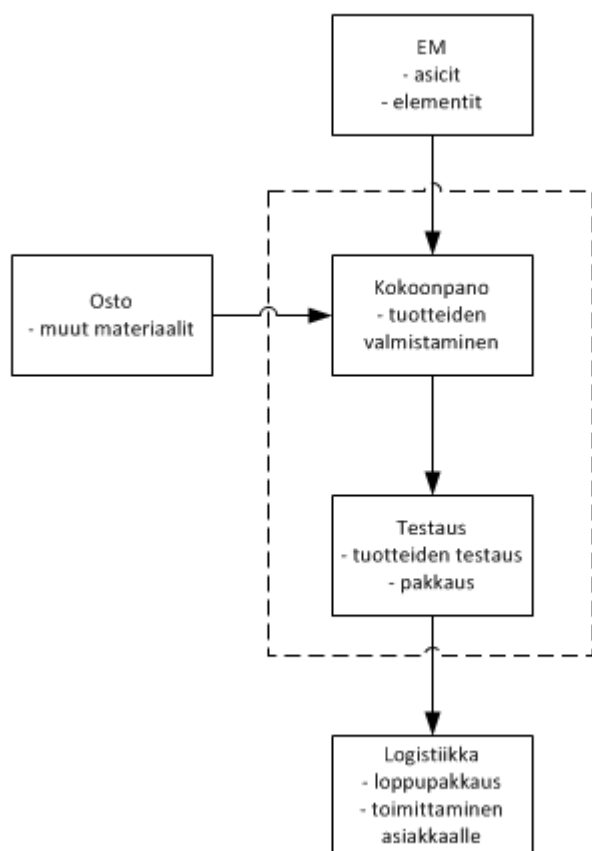 EM
- asicit
- elementit
Osto
- muut materiaalit
Kokoonpano
- tuotteiden
valmistaminen
Testaus
- tuotteiden testaus
- pakkaus
Logistiikka
- loppupakkaus
- toimittaminen
asiakkaalle